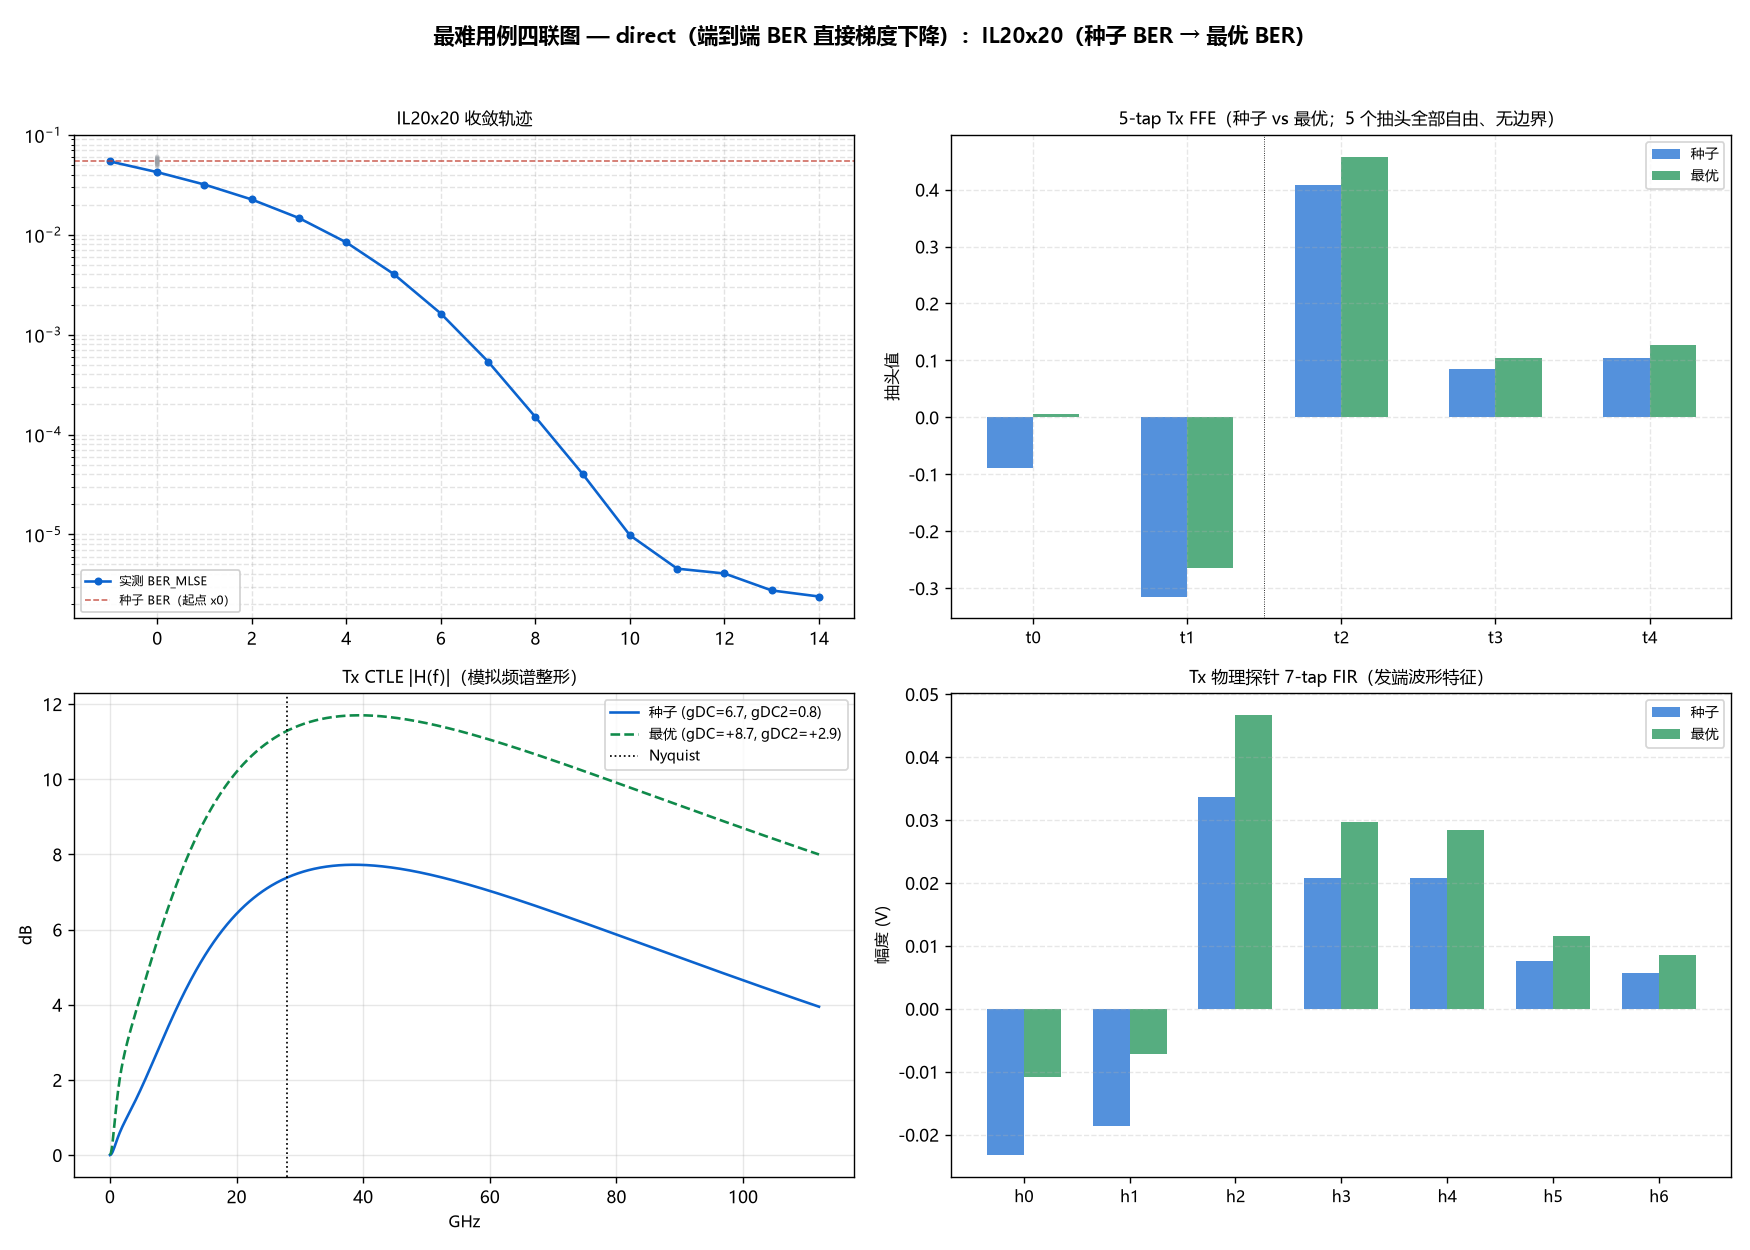 最难用例四联图 — direct（端到端 BER 直接梯度下降）：IL20x20（种子 BER → 最优 BER）
IL20x20 收敛轨迹
10⁻¹
10⁻²
10⁻³
10⁻⁴
10⁻⁵
实测 BER_MLSE
种子 BER（起点 x0）
0 2 4 6 8 10 12 14
5-tap Tx FFE（种子 vs 最优；5 个抽头全部自由、无边界）
种子
最优
抽头值
0.4
0.3
0.2
0.1
0.0
-0.1
-0.2
-0.3
t0 t1 t2 t3 t4
Tx CTLE |H(f)|（模拟频谱整形）
种子 (gDC=6.7, gDC2=0.8)
最优 (gDC=+8.7, gDC2=+2.9)
Nyquist
dB
12
10
8
6
4
2
0
0 20 40 60 80 100
GHz
Tx 物理探针 7-tap FIR（发端波形特征）
种子
最优
幅度 (V)
0.05
0.04
0.03
0.02
0.01
0.00
-0.01
-0.02
h0 h1 h2 h3 h4 h5 h6